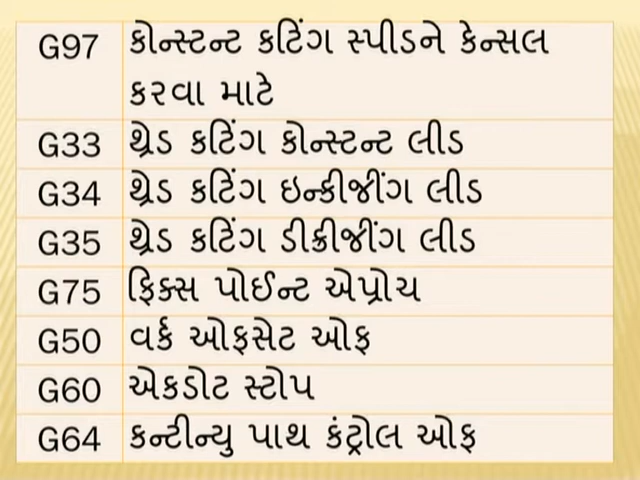 G97 કોન્સ્ટન્ટ કટિંગ સ્પીડને કેન્સલ
કરવા માટે
G33 થ્રેડ કટિંગ કોન્સ્ટન્ટ લીડ
G34 થ્રેડ કટિંગ ઇન્ક્રીજીંગ લીડ
G35 થ્રેડ કટિંગ ડીક્રીજીંગ લીડ
G75 ફિક્સ પોઈન્ટ એપ્રોચ
G50 વર્ક ઓફસેટ ઓફ
G60 એકડોટ સ્ટોપ
G64 કન્ટીન્યુ પાથ કંટ્રોલ ઓફ